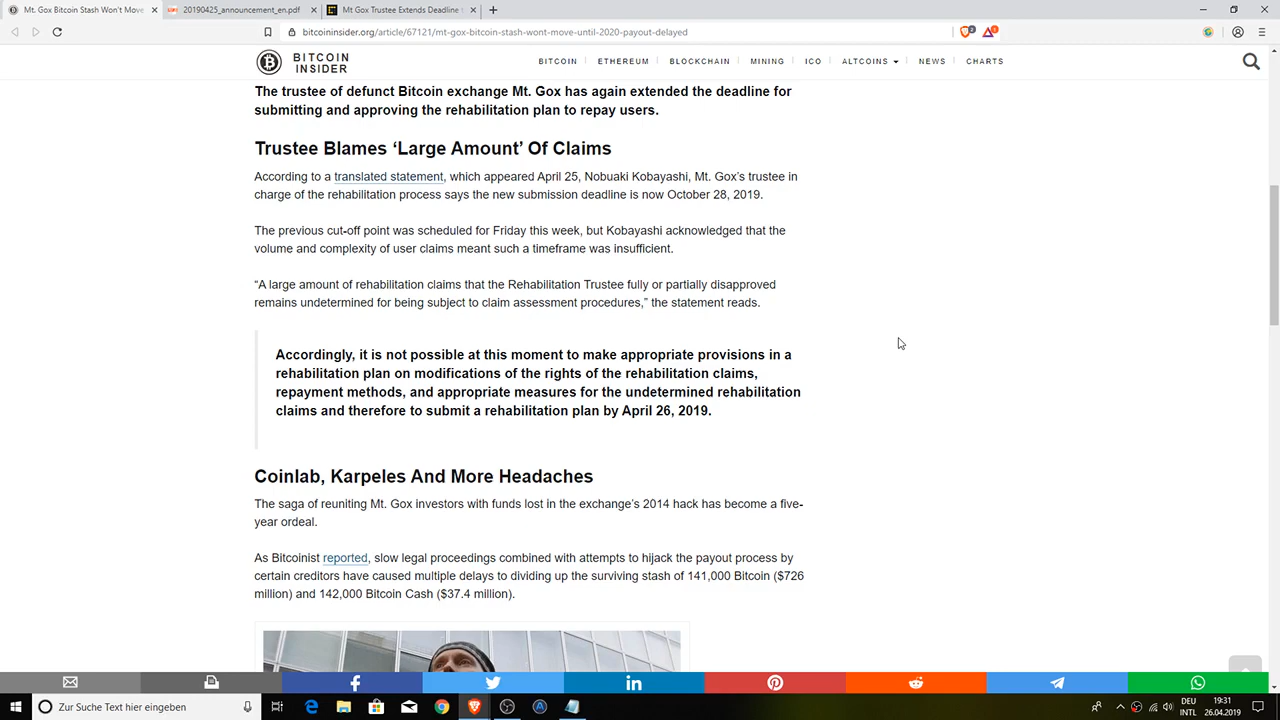 Mt. Gox Bitcoin Stash Won't Move
20190425_announcement_en.pdf
Mt Gox Trustee Extends Deadline
bitcoininsider.org/article/67121/mt-gox-bitcoin-stash-wont-move-until-2020-payout-delayed
BITCOIN
INSIDER
BITCOIN
ETHEREUM
BLOCKCHAIN
MINING
ICO
ALTCOINS
NEWS
CHARTS
The trustee of defunct Bitcoin exchange Mt. Gox has again extended the deadline for
submitting and approving the rehabilitation plan to repay users.
Trustee Blames ‘Large Amount’ Of Claims
According to a translated statement, which appeared April 25, Nobuaki Kobayashi, Mt. Gox’s trustee in
charge of the rehabilitation process says the new submission deadline is now October 28, 2019.
The previous cut-off point was scheduled for Friday this week, but Kobayashi acknowledged that the
volume and complexity of user claims meant such a timeframe was insufficient.
“A large amount of rehabilitation claims that the Rehabilitation Trustee fully or partially disapproved
remains undetermined for being subject to claim assessment procedures,” the statement reads.
Accordingly, it is not possible at this moment to make appropriate provisions in a
rehabilitation plan on modifications of the rights of the rehabilitation claims,
repayment methods, and appropriate measures for the undetermined rehabilitation
claims and therefore to submit a rehabilitation plan by April 26, 2019.
Coinlab, Karpeles And More Headaches
The saga of reuniting Mt. Gox investors with funds lost in the exchange’s 2014 hack has become a five-
year ordeal.
As Bitcoinist reported, slow legal proceedings combined with attempts to hijack the payout process by
certain creditors have caused multiple delays to dividing up the surviving stash of 141,000 Bitcoin ($726
million) and 142,000 Bitcoin Cash ($37.4 million).
Zur Suche Text hier eingeben
DEU
INTL
19:31
26.04.2019